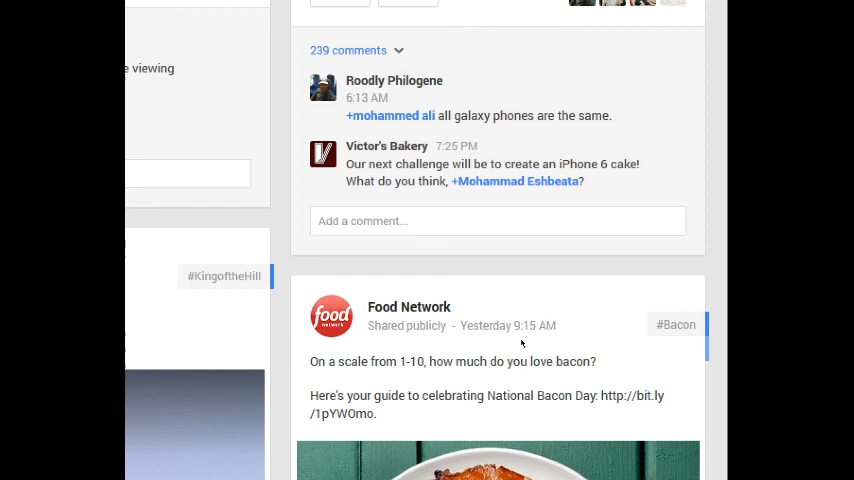 e viewing
#KingoftheHill
239 comments
Roodly Philogene
6:13 AM
+mohammed ali all galaxy phones are the same.
Victor's Bakery 7:25 PM
Our next challenge will be to create an iPhone 6 cake!
What do you think, +Mohammad Eshbeata?
Add a comment...
food
network
Food Network
Shared publicly - Yesterday 9:15 AM
#Bacon
On a scale from 1-10, how much do you love bacon?
Here's your guide to celebrating National Bacon Day: http://bit.ly
/1pYWOmo.